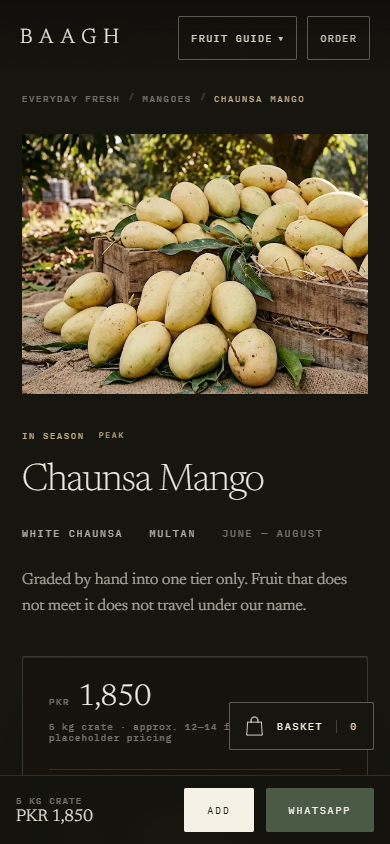 BAAGH
FRUIT GUIDE ▾
ORDER
EVERYDAY FRESH / MANGOES / CHAUNSA MANGO
IN SEASON PEAK
Chaunsa Mango
WHITE CHAUNSA MULTAN JUNE — AUGUST
Graded by hand into one tier only. Fruit that does
not meet it does not travel under our name.
PKR 1,850
5 kg crate · approx. 12–14
placeholder pricing
BASKET 0
5 KG CRATE
PKR 1,850
ADD
WHATSAPP